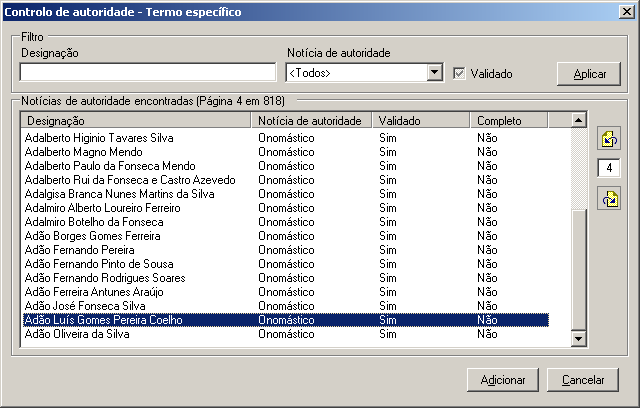 Controlo de autoridade - Termo específico
Filtro
Designação Notícia de autoridade
<Todos> Validado Aplicar
Notícias de autoridade encontradas (Página 4 em 818)
Designação Notícia de autoridade Validado Completo
Adalberto Higinio Tavares Silva Onomástico Sim Não
Adalberto Magno Mendo Onomástico Sim Não
Adalberto Paulo da Fonseca Mendo Onomástico Sim Não
Adalberto Rui da Fonseca e Castro Azevedo Onomástico Sim Não
Adalgisa Branca Nunes Martins da Silva Onomástico Sim Não
Adalmiro Alberto Loureiro Ferreiro Onomástico Sim Não
Adalmiro Botelho da Fonseca Onomástico Sim Não
Adão Borges Gomes Ferreira Onomástico Sim Não
Adão Fernando Pereira Onomástico Sim Não
Adão Fernando Pinto de Sousa Onomástico Sim Não
Adão Fernando Rodrigues Soares Onomástico Sim Não
Adão Ferreira Antunes Araújo Onomástico Sim Não
Adão José Fonseca Silva Onomástico Sim Não
Adão Luís Gomes Pereira Coelho Onomástico Sim Não
Adão Oliveira da Silva Onomástico Sim Não
4
Adicionar Cancelar